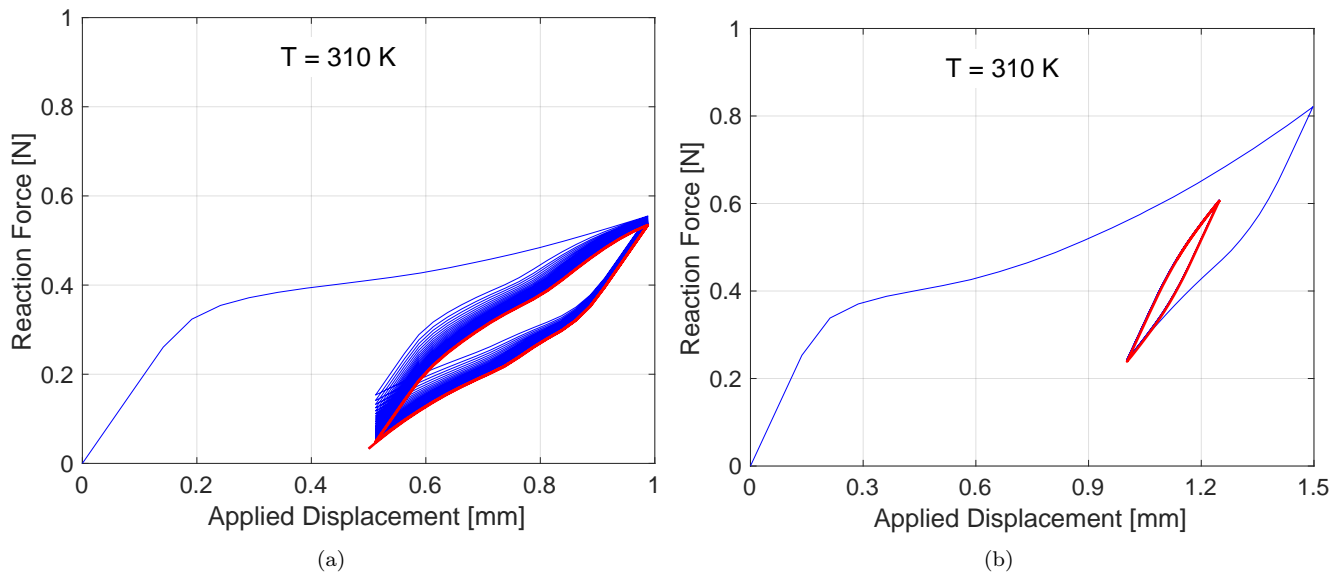 T = 310 K
Reaction Force [N]
1
0.8
0.6
0.4
0.2
0
0 0.2 0.4 0.6 0.8 1
Applied Displacement [mm]
(a)
T = 310 K
Reaction Force [N]
1
0.8
0.6
0.4
0.2
0
0 0.3 0.6 0.9 1.2 1.5
Applied Displacement [mm]
(b)